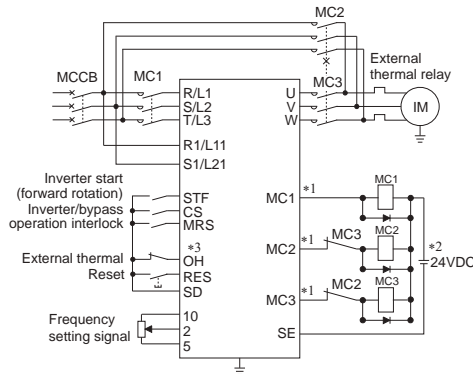 MC2
MCCB
MC1
R/L1
S/L2
T/L3
R1/L11
S1/L21
U
V
W
MC3
External
thermal relay
IM
Inverter start
(forward rotation)
Inverter/bypass
operation interlock
External thermal
Reset
STF
CS
MRS
*3
OH
RES
SD
Frequency
setting signal
10
2
5
MC1
*1
MC1
MC2
*1
MC3
MC2
*2
24VDC
MC3
*1
MC2
MC3
SE